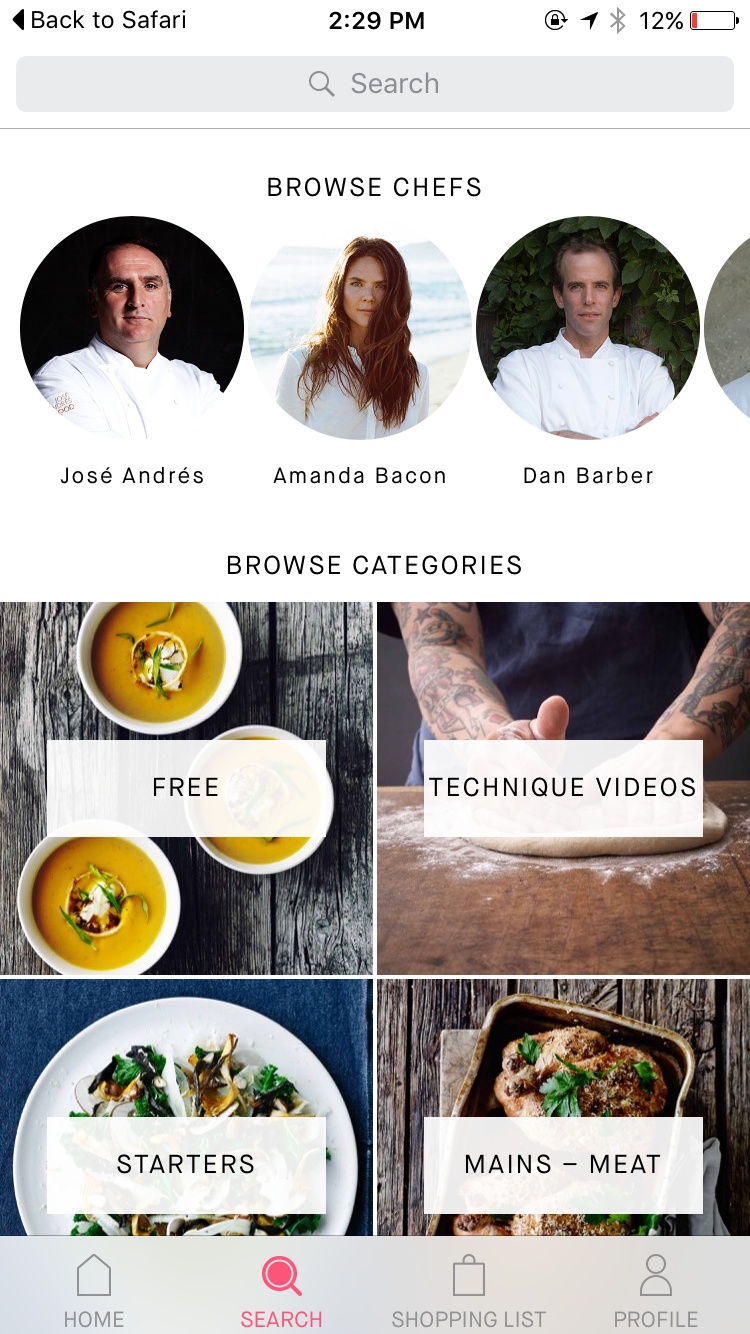 Back to Safari 2:29 PM 12%
Search
BROWSE CHEFS
José Andrés Amanda Bacon Dan Barber
BROWSE CATEGORIES
FREE TECHNIQUE VIDEOS
STARTERS MAINS – MEAT
HOME SEARCH SHOPPING LIST PROFILE